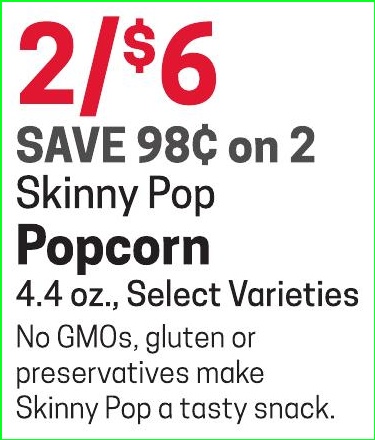 2/$6
SAVE 98¢ on 2
Skinny Pop
Popcorn
4.4 oz., Select Varieties
No GMOs, gluten or
preservatives make
Skinny Pop a tasty snack.